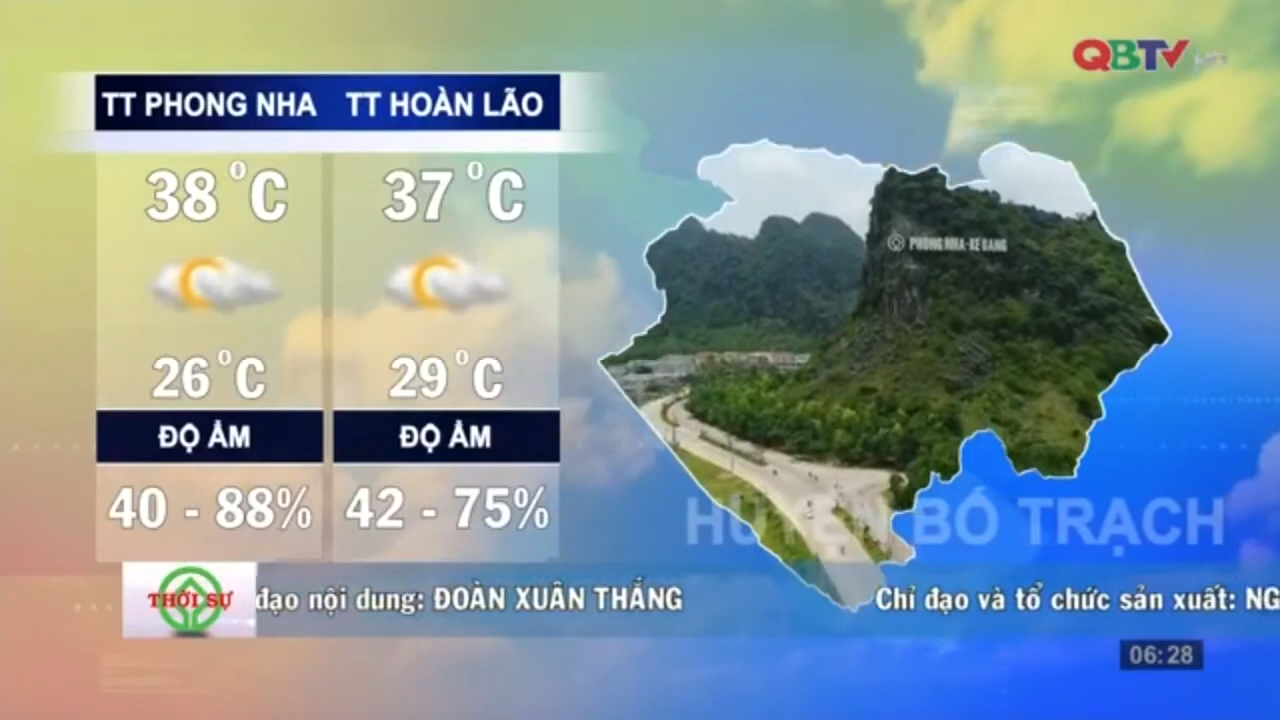 QBTV
TT PHONG NHA TT HOÀN LÃO
38°C 37°C
PHONG NHA-KE BANG
26°C 29°C
ĐỘ ẨM ĐỘ ẨM
40 - 88% 42 - 75%
HUYỆN BỐ TRẠCH
THỜI SỰ đạo nội dung: ĐOÀN XUÂN THẮNG Chỉ đạo và tổ chức sản xuất: NG
06:28